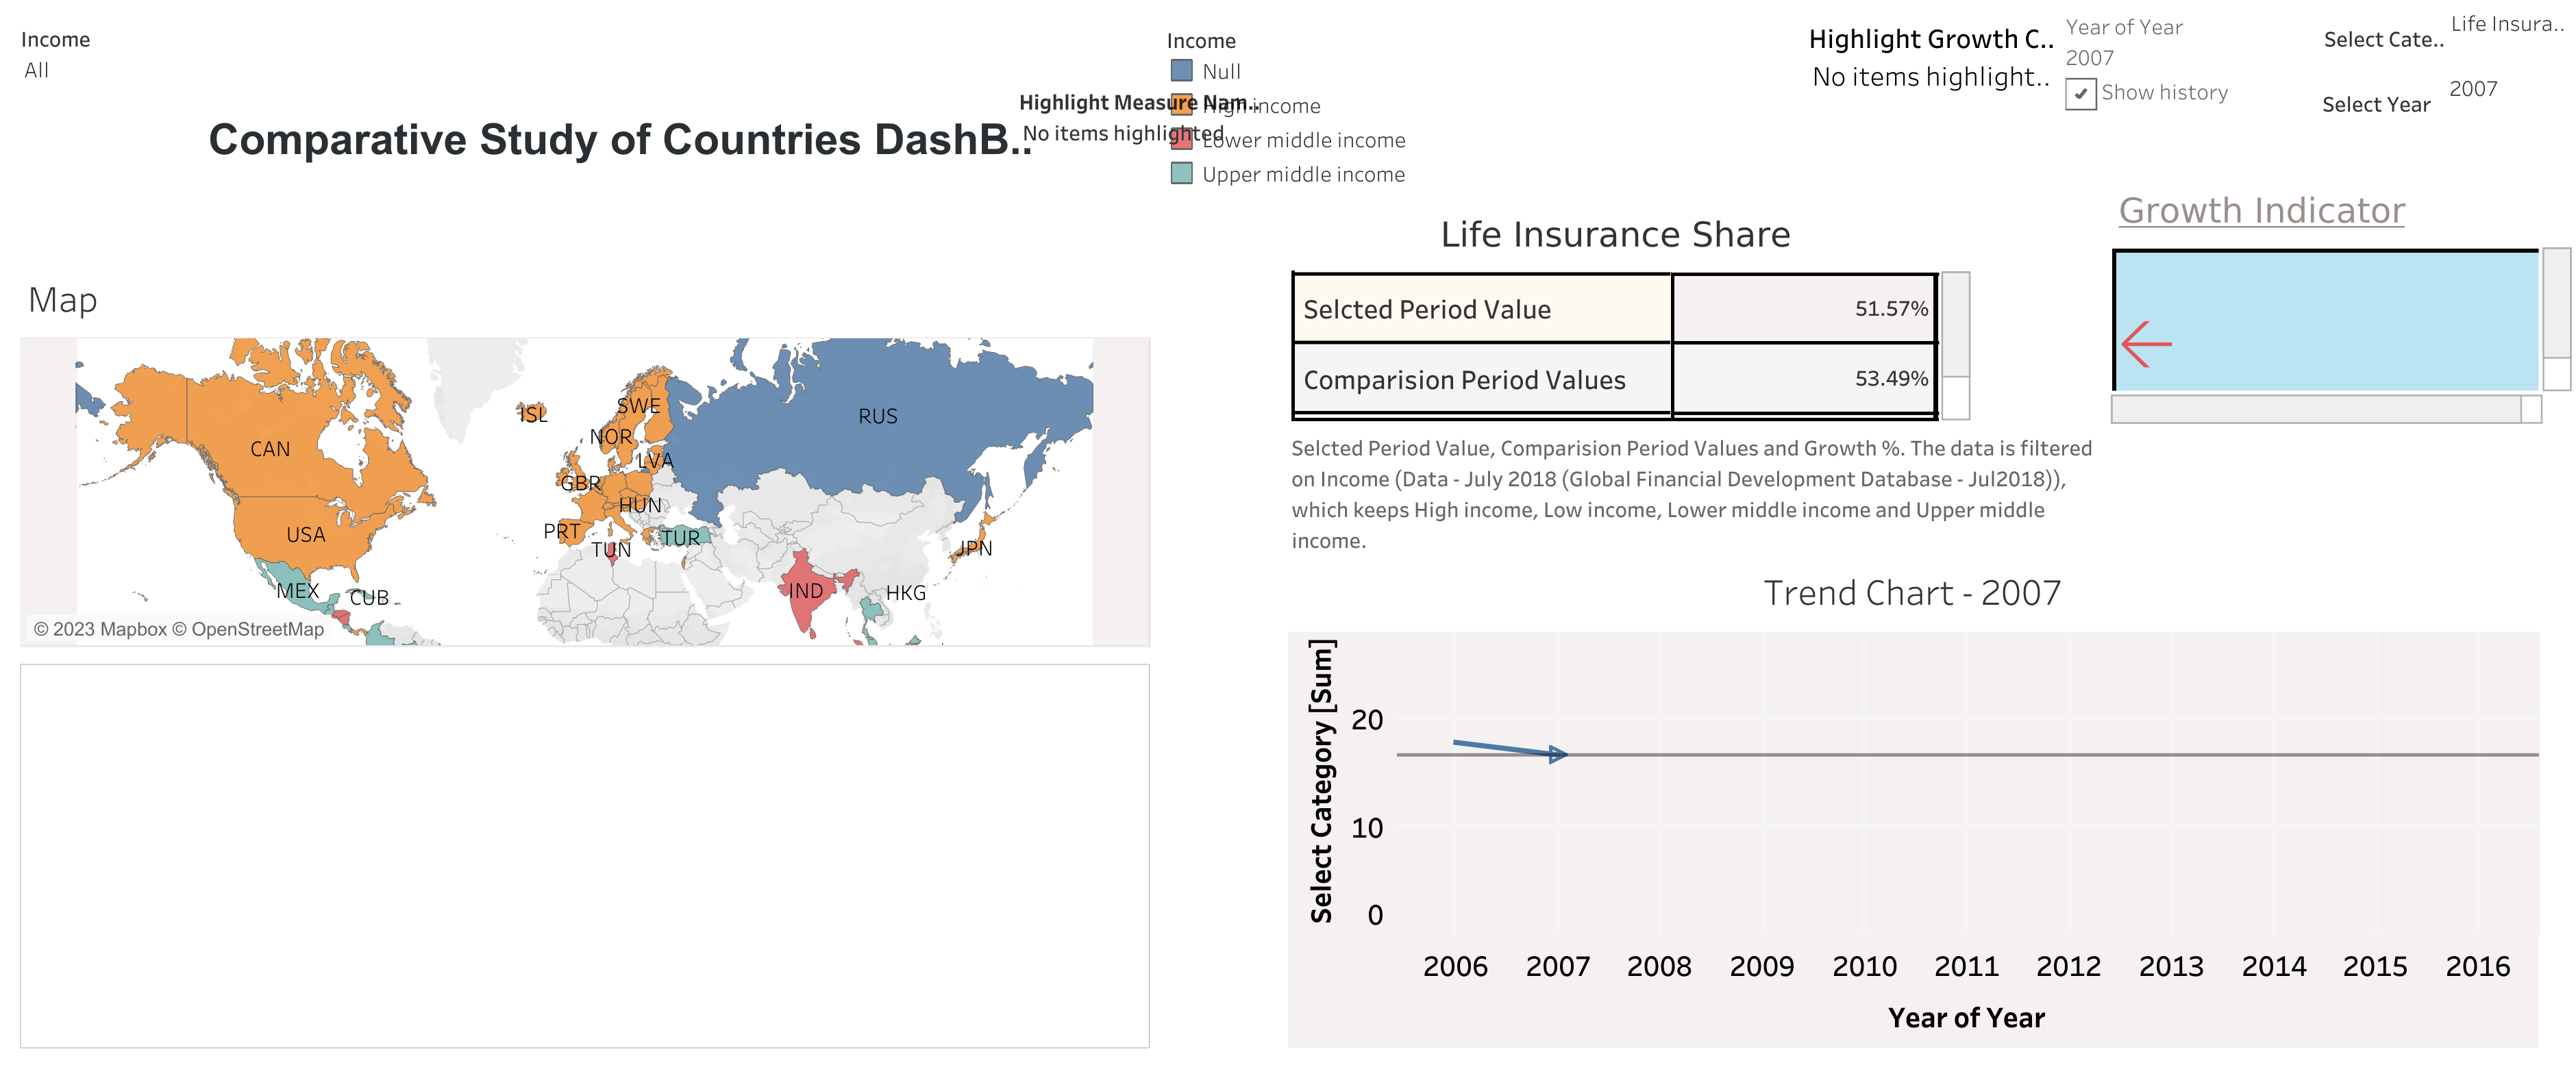 Income
All
Comparative Study of Countries DashB..
Highlight Measure Nam..
No items highlighted
Income
Null
High income
Lower middle income
Upper middle income
Highlight Growth C..
No items highlight..
Year of Year
2007
Show history
Select Cate..
Life Insura..
Select Year
2007
Map
CAN
USA
MEX
CUB
ISL
SWE
NOR
LVA
GBR
HUN
PRT
TUN
TUR
RUS
IND
HKG
JPN
© 2023 Mapbox © OpenStreetMap
Life Insurance Share
Selcted Period Value 51.57%
Comparision Period Values 53.49%
Selcted Period Value, Comparision Period Values and Growth %. The data is filtered
on Income (Data - July 2018 (Global Financial Development Database - Jul2018)),
which keeps High income, Low income, Lower middle income and Upper middle
income.
Growth Indicator
Trend Chart - 2007
Select Category [Sum]
20
10
0
2006 2007 2008 2009 2010 2011 2012 2013 2014 2015 2016
Year of Year